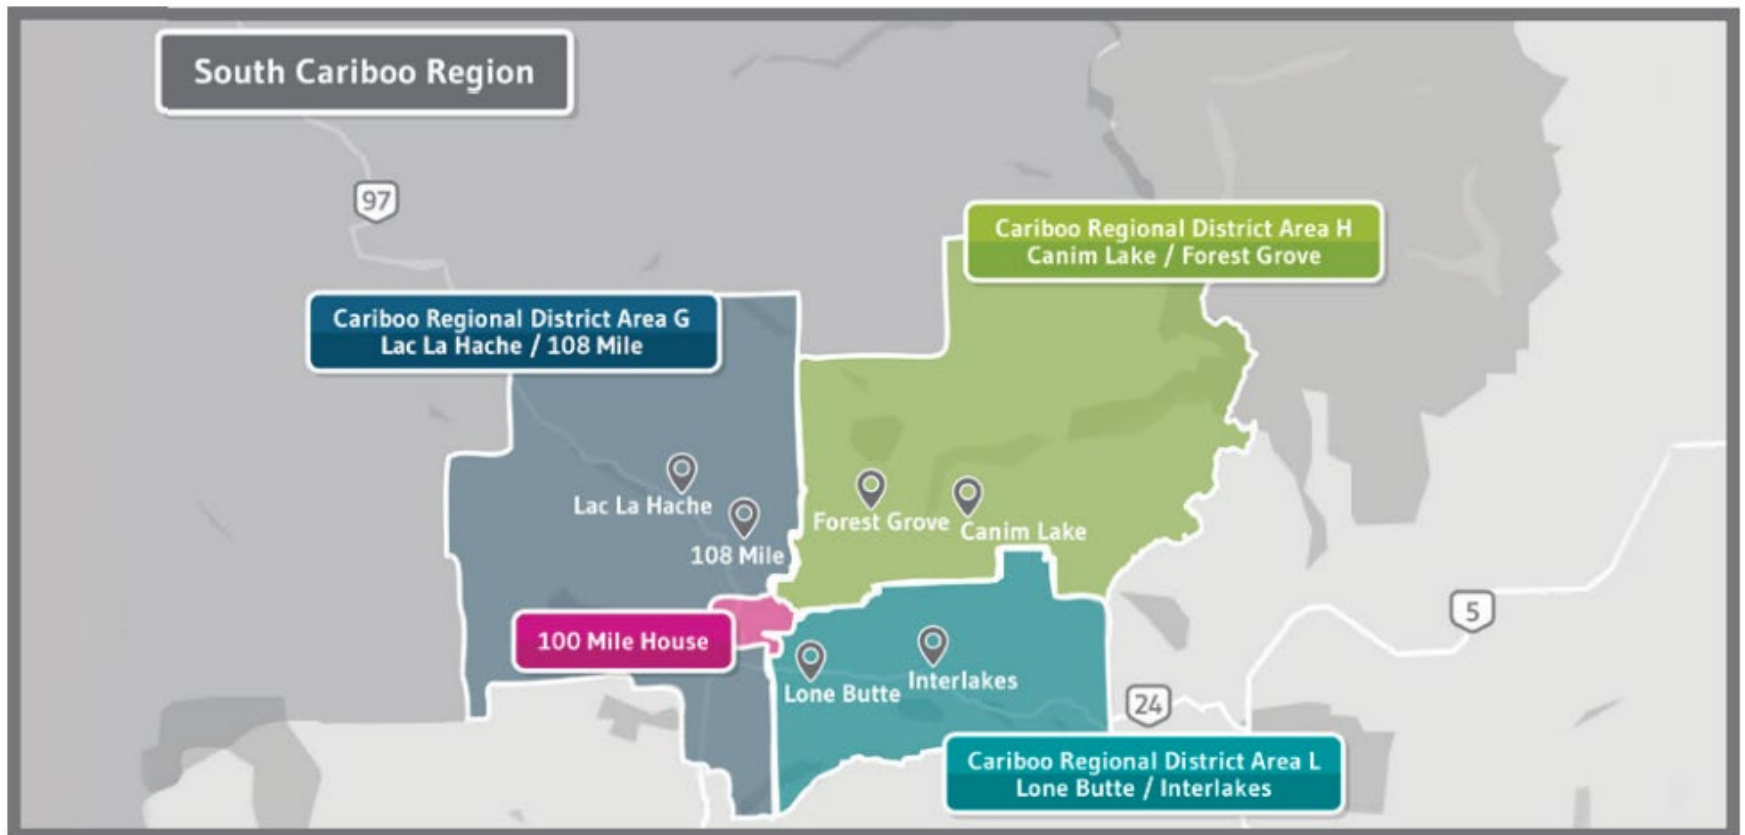 South Cariboo Region
97
Cariboo Regional District Area H
Canim Lake / Forest Grove
Cariboo Regional District Area G
Lac La Hache / 108 Mile
Lac La Hache
108 Mile
Forest Grove
Canim Lake
100 Mile House
5
Lone Butte
Interlakes
24
Cariboo Regional District Area L
Lone Butte / Interlakes